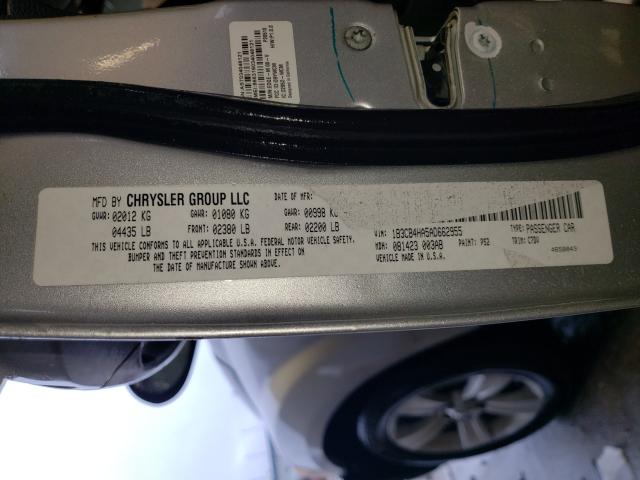 MFD BY CHRYSLER GROUP LLC
DATE OF MFR:
GVWR: 02012 KG
GAWR: 01080 KG
GAWR: 00998 KG
04435 LB
FRONT: 02380 LB
REAR: 02200 LB
THIS VEHICLE CONFORMS TO ALL APPLICABLE U.S.A. FEDERAL MOTOR VEHICLE SAFETY,
BUMPER AND THEFT PREVENTION STANDARDS IN EFFECT ON
THE DATE OF MANUFACTURE SHOWN ABOVE.
VIN: 1B3CB4HA5AD662955
TYPE: PASSENGER CAR
MDH: 081423 003AB
PAINT: PS2
TRIM: C7DV
VEHICLE MADE IN U.S.A.
4658043